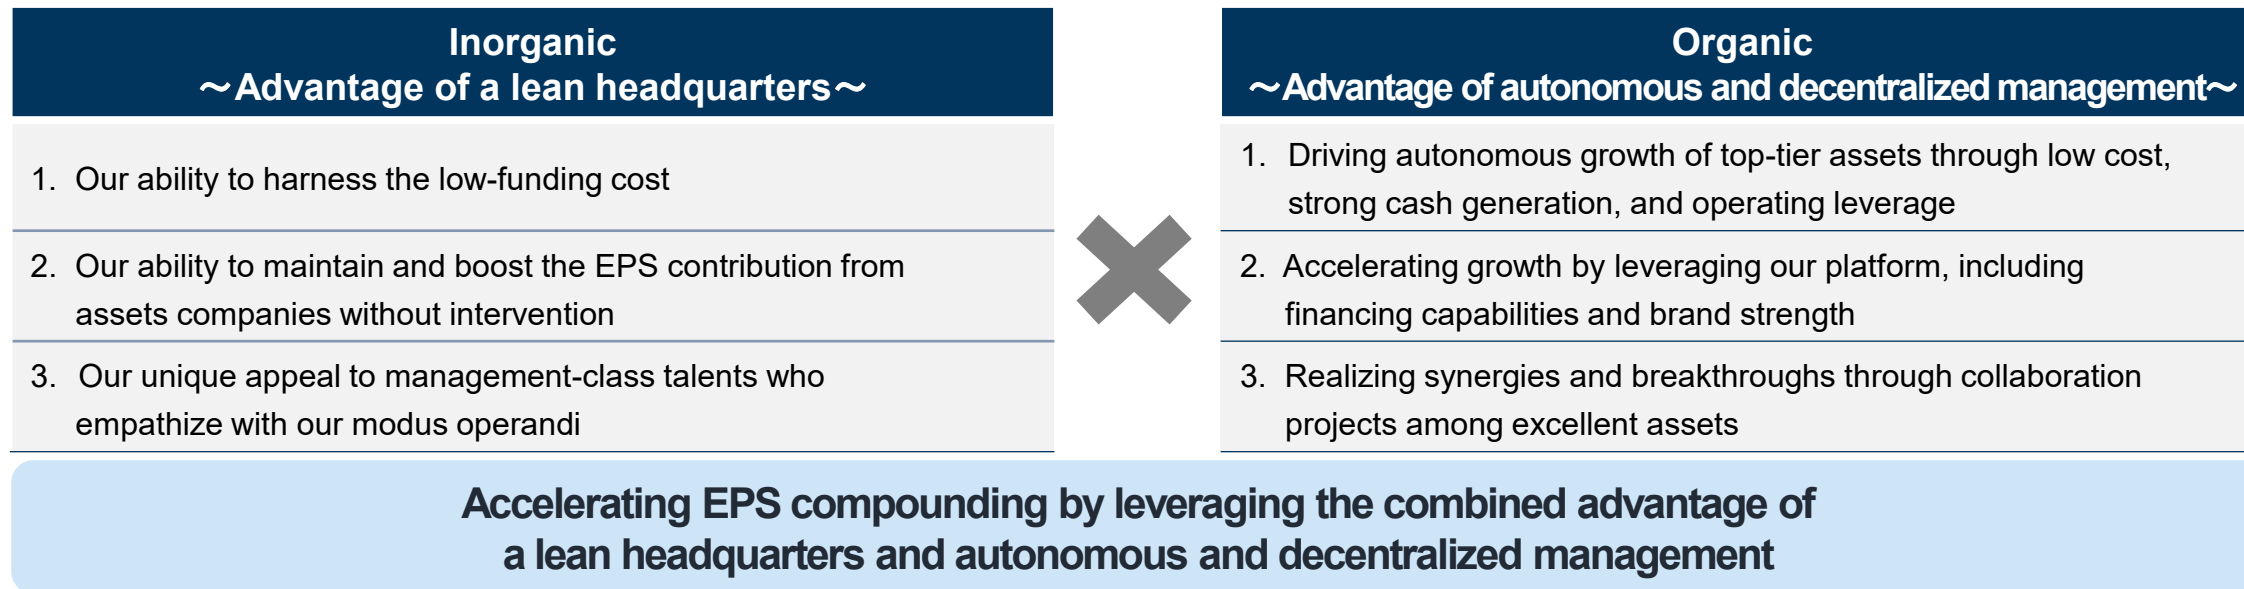 Inorganic
～Advantage of a lean headquarters～
1. Our ability to harness the low-funding cost
2. Our ability to maintain and boost the EPS contribution from
assets companies without intervention
3. Our unique appeal to management-class talents who
empathize with our modus operandi
Organic
～Advantage of autonomous and decentralized management～
1. Driving autonomous growth of top-tier assets through low cost,
strong cash generation, and operating leverage
2. Accelerating growth by leveraging our platform, including
financing capabilities and brand strength
3. Realizing synergies and breakthroughs through collaboration
projects among excellent assets
Accelerating EPS compounding by leveraging the combined advantage of
a lean headquarters and autonomous and decentralized management